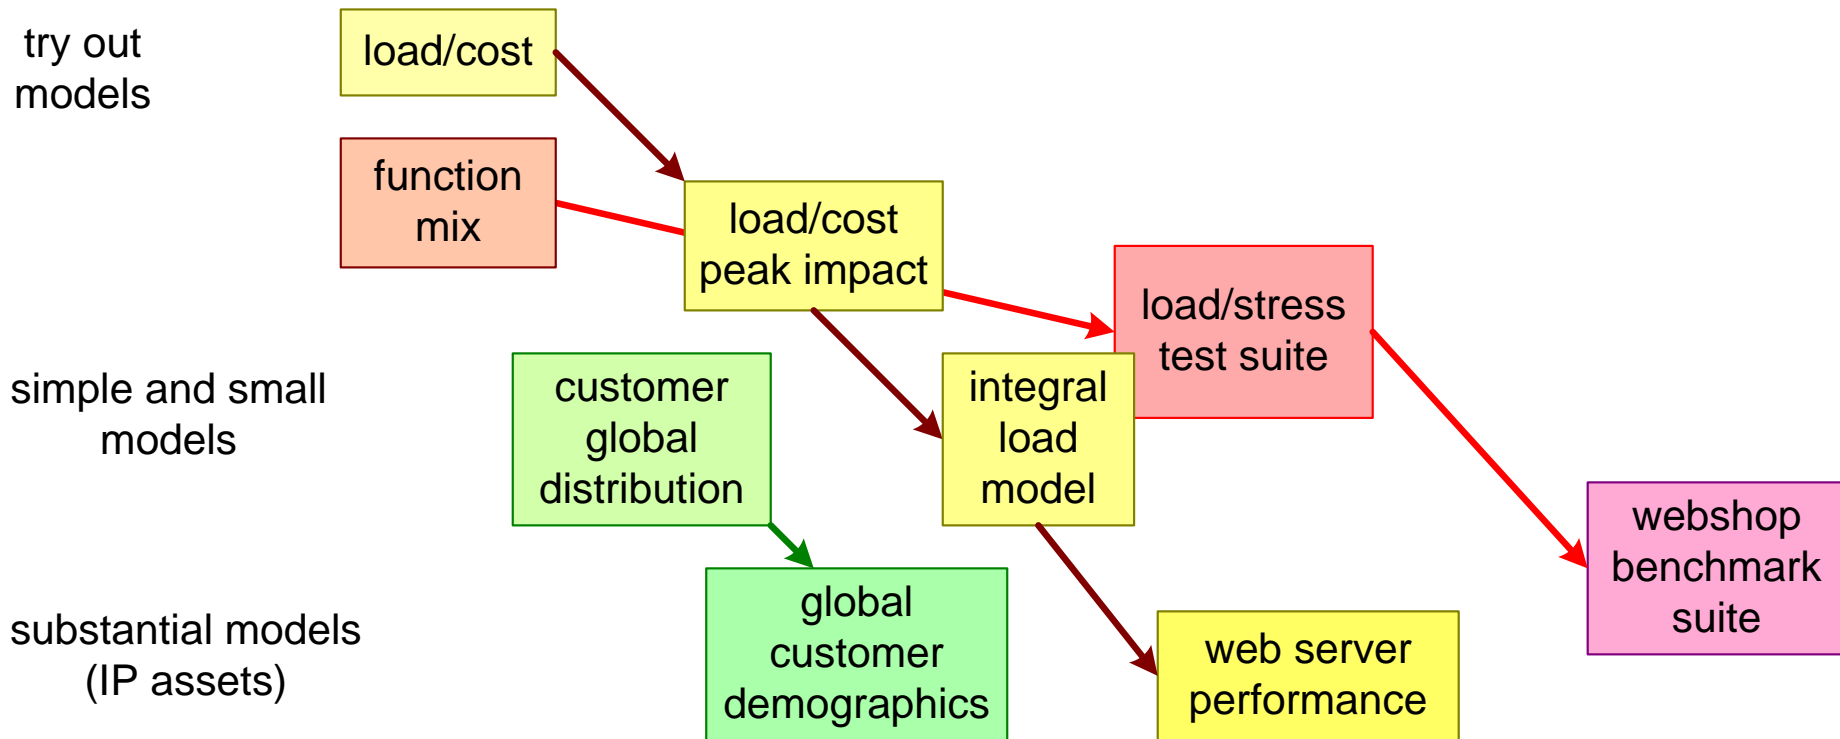 try out
models
load/cost
function
mix
load/cost
peak impact
load/stress
test suite
simple and small
models
customer
global
distribution
integral
load
model
webshop
benchmark
suite
substantial models
(IP assets)
global
customer
demographics
web server
performance